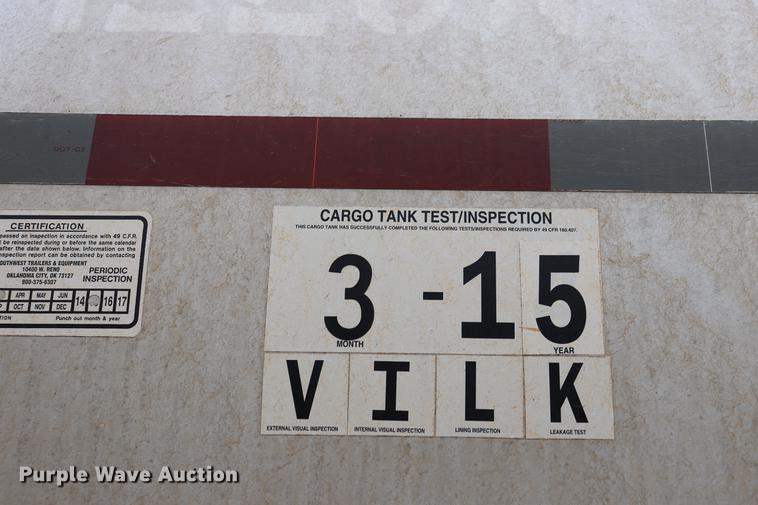 DOT-C2
CERTIFICATION
passed an inspection in accordance with 49 C.F.R.
be reinspected during or before the same calendar
after the date shown below. Information on the
inspection report can be obtained by contacting
SOUTHWEST TRAILERS & EQUIPMENT
10400 W. RENO
OKLAHOMA CITY, OK 73127
800-375-6307
PERIODIC
INSPECTION
APR MAY JUN 14 16 17
OCT NOV DEC
Punch out month & year
CARGO TANK TEST/INSPECTION
THIS CARGO TANK HAS SUCCESSFULLY COMPLETED THE FOLLOWING TESTS/INSPECTIONS REQUIRED BY 49 CFR 180.407.
3 - 1 5
MONTH YEAR
V I L K
EXTERNAL VISUAL INSPECTION INTERNAL VISUAL INSPECTION LINING INSPECTION LEAKAGE TEST
Purple Wave Auction